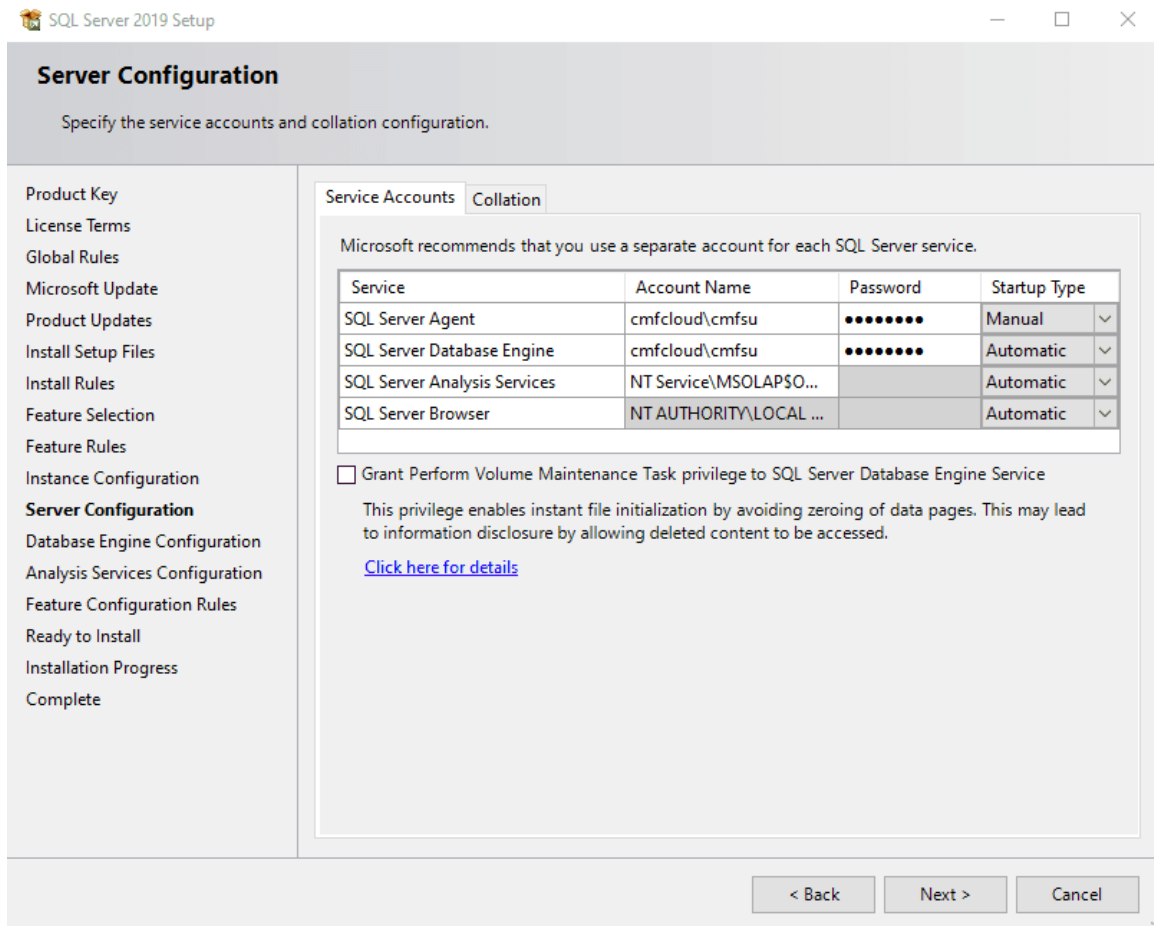 SQL Server 2019 Setup
Server Configuration
Specify the service accounts and collation configuration.
Product Key
License Terms
Global Rules
Microsoft Update
Product Updates
Install Setup Files
Install Rules
Feature Selection
Feature Rules
Instance Configuration
Server Configuration
Database Engine Configuration
Analysis Services Configuration
Feature Configuration Rules
Ready to Install
Installation Progress
Complete
Service Accounts Collation
Microsoft recommends that you use a separate account for each SQL Server service.
Service Account Name Password Startup Type
SQL Server Agent cmfcloud\cmfsu ●●●●●●●● Manual
SQL Server Database Engine cmfcloud\cmfsu ●●●●●●●● Automatic
SQL Server Analysis Services NT Service\MSOLAP$O... Automatic
SQL Server Browser NT AUTHORITY\LOCAL ... Automatic
Grant Perform Volume Maintenance Task privilege to SQL Server Database Engine Service
This privilege enables instant file initialization by avoiding zeroing of data pages. This may lead
to information disclosure by allowing deleted content to be accessed.
Click here for details
< Back Next > Cancel